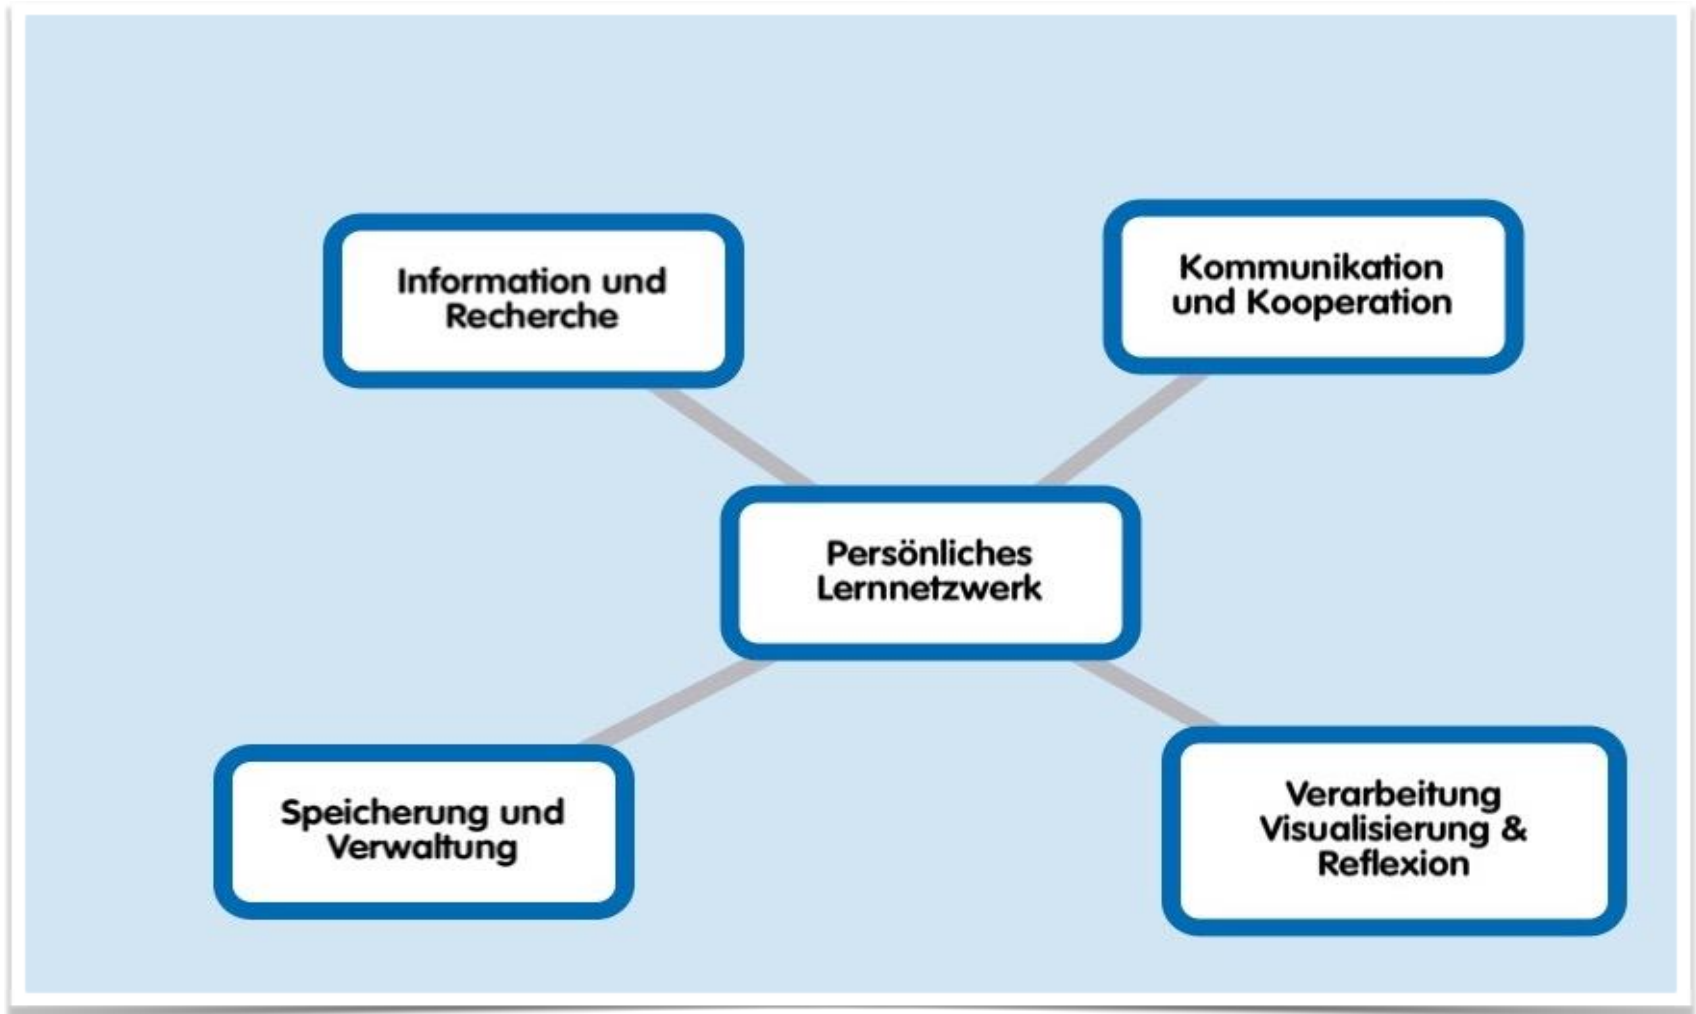 Information und
Recherche
Kommunikation
und Kooperation
Persönliches
Lernnetzwerk
Speicherung und
Verwaltung
Verarbeitung
Visualisierung &
Reflexion